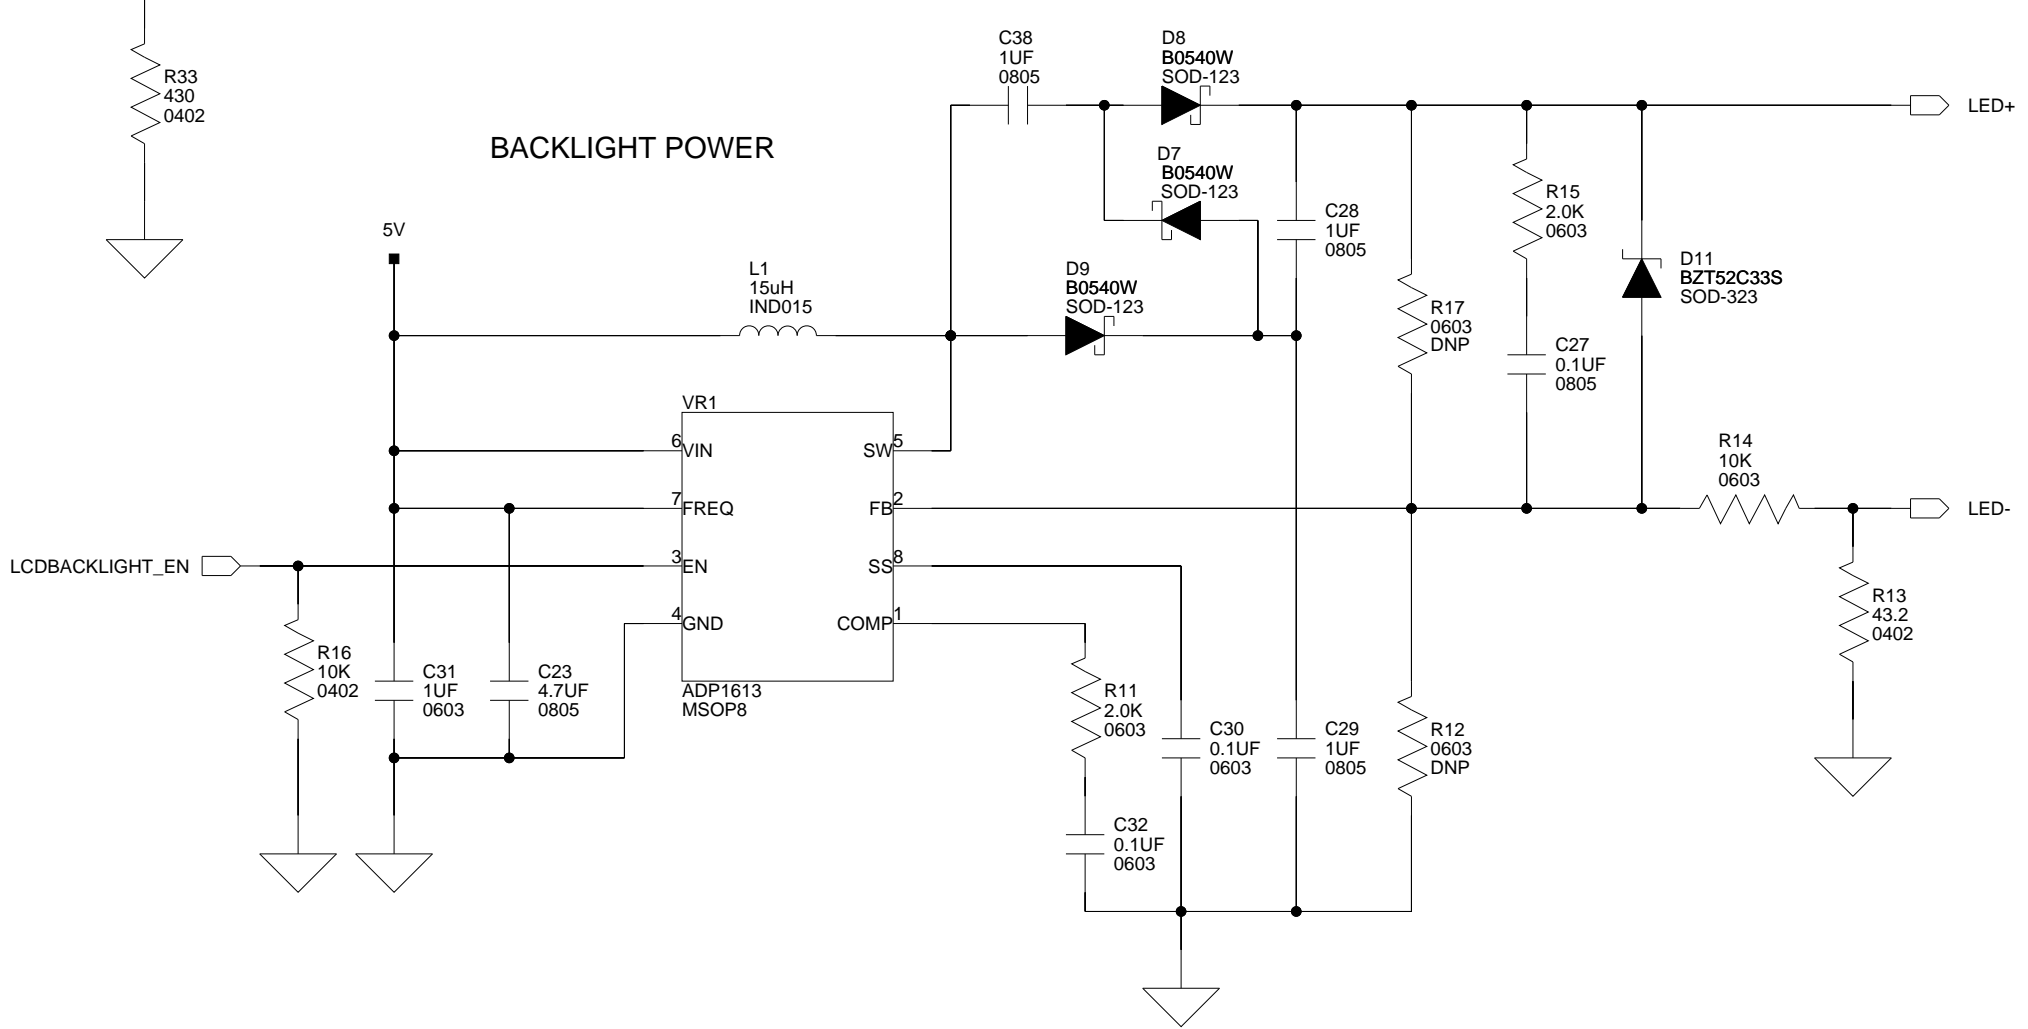 R33
430
0402
BACKLIGHT POWER
C38
1UF
0805
D8
B0540W
SOD-123
LED+
D7
B0540W
SOD-123
5V
L1
15uH
IND015
D9
B0540W
SOD-123
C28
1UF
0805
R15
2.0K
0603
D11
BZT52C33S
SOD-323
R17
0603
DNP
C27
0.1UF
0805
R14
10K
0603
LED-
VR1
6
VIN
7
FREQ
3
EN
4
GND
SW
5
FB
2
SS
8
COMP
1
ADP1613
MSOP8
LCDBACKLIGHT_EN
R16
10K
0402
C31
1UF
0603
C23
4.7UF
0805
R11
2.0K
0603
C32
0.1UF
0603
C30
0.1UF
0603
C29
1UF
0805
R12
0603
DNP
R13
43.2
0402